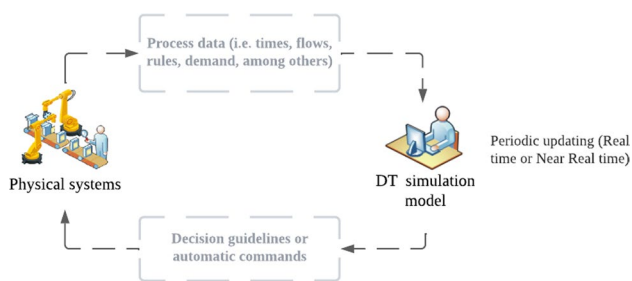 Process data (i.e. times, flows,
rules, demand, among others)
Physical systems
DT simulation
model
Periodic updating (Real
time or Near Real time)
Decision guidelines or
automatic commands